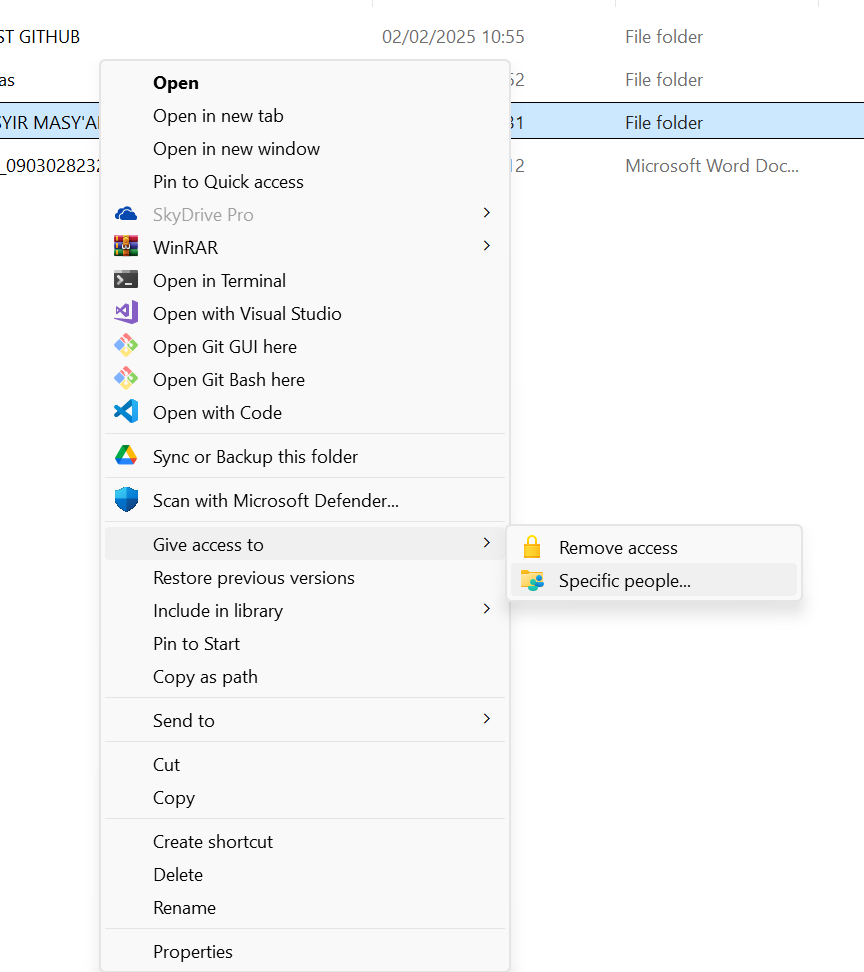 ST GITHUB 02/02/2025 10:55 File folder
as 52 File folder
SYIR MASY'A 31 File folder
_0903028232 12 Microsoft Word Doc...
Open
Open in new tab
Open in new window
Pin to Quick access
SkyDrive Pro
WinRAR
Open in Terminal
Open with Visual Studio
Open Git GUI here
Open Git Bash here
Open with Code
Sync or Backup this folder
Scan with Microsoft Defender...
Give access to
Remove access
Specific people...
Restore previous versions
Include in library
Pin to Start
Copy as path
Send to
Cut
Copy
Create shortcut
Delete
Rename
Properties